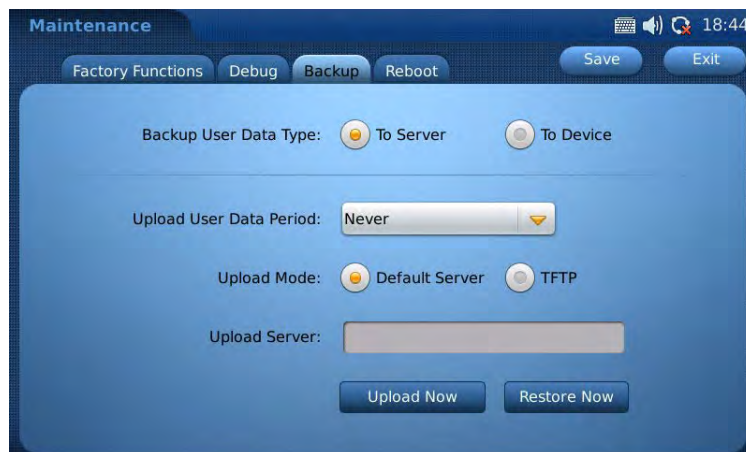 Maintenance 18:44
Factory Functions Debug Backup Reboot Save Exit
Backup User Data Type: To Server To Device
Upload User Data Period: Never
Upload Mode: Default Server TFTP
Upload Server:
Upload Now Restore Now